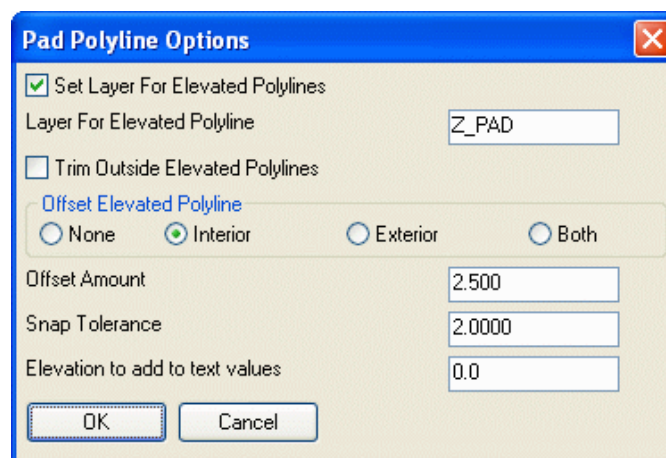 Pad Polyline Options
Set Layer For Elevated Polylines
Layer For Elevated Polyline Z_PAD
Trim Outside Elevated Polylines
Offset Elevated Polyline
None Interior Exterior Both
Offset Amount 2.500
Snap Tolerance 2.0000
Elevation to add to text values 0.0
OK Cancel